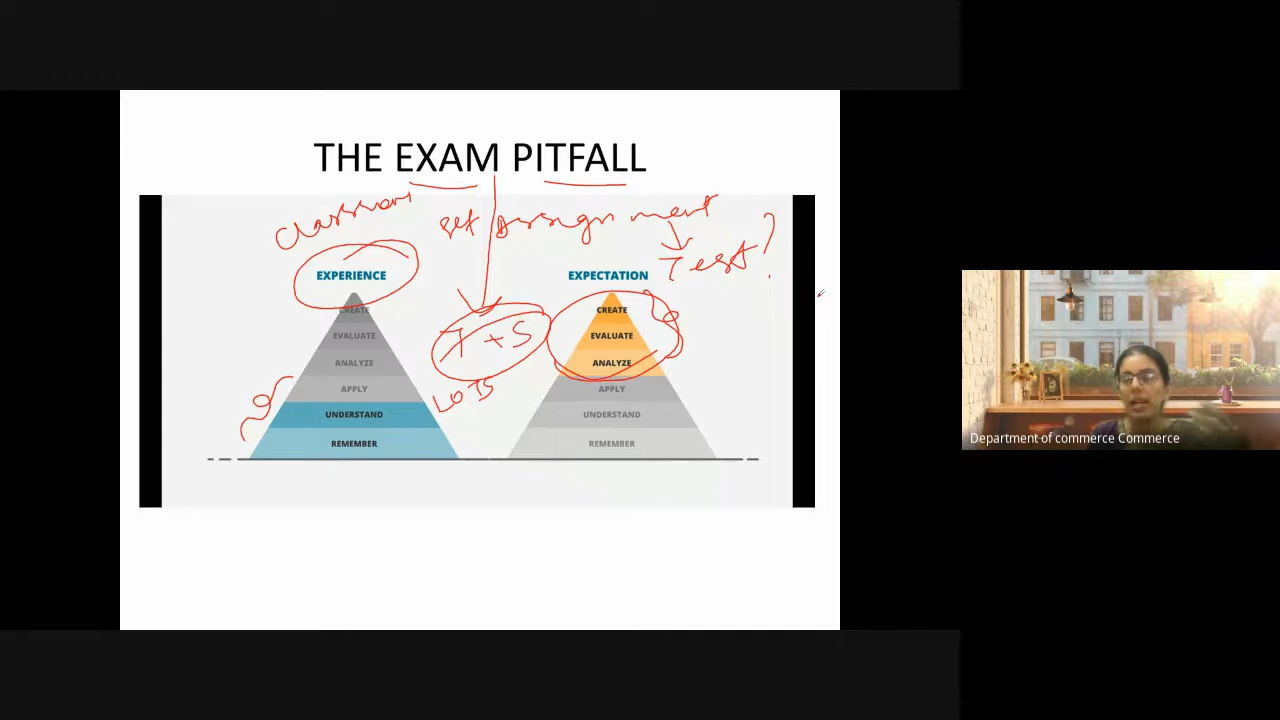 THE EXAM PITFALL
classroom
set Assignment
Test?
EXPERIENCE
CREATE
EVALUATE
ANALYZE
APPLY
UNDERSTAND
REMEMBER
T + S
LOTS
EXPECTATION
CREATE
EVALUATE
ANALYZE
APPLY
UNDERSTAND
REMEMBER
Department of commerce Commerce